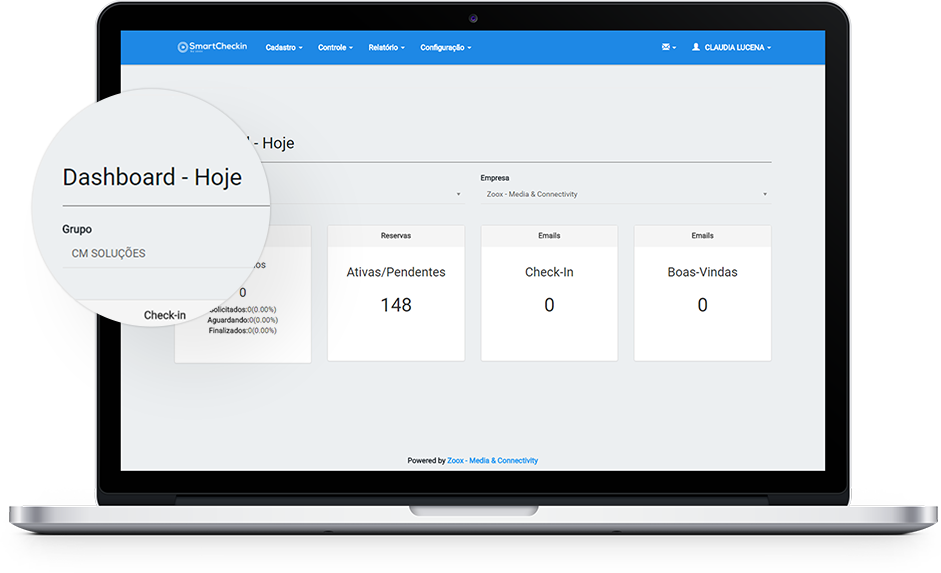 SmartCheckin
Cadastro
Controle
Relatório
Configuração
CLAUDIA LUCENA
- Hoje
Dashboard - Hoje
Empresa
Zoox - Media & Connectivity
Grupo
CM SOLUÇÕES
Check-in
0
Solicitados:0(0.00%)
Aguardando:0(0.00%)
Finalizados:0(0.00%)
Reservas
Ativas/Pendentes
148
Emails
Check-In
0
Emails
Boas-Vindas
0
Powered by Zoox - Media & Connectivity